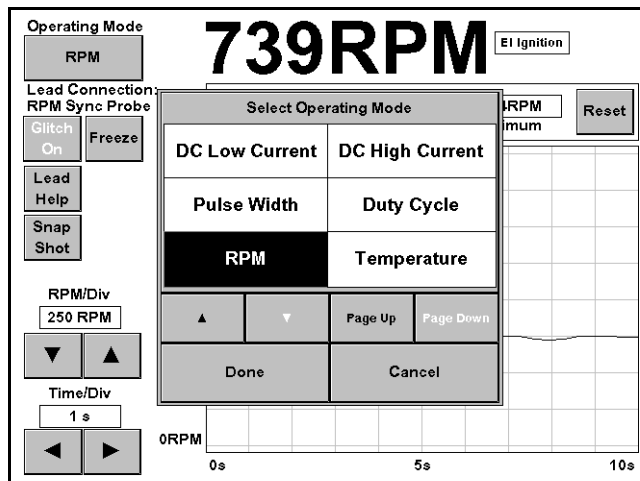 Operating Mode
RPM
739RPM
EI Ignition
Lead Connection:
RPM Sync Probe
Glitch
On
Freeze
Reset
Lead
Help
Snap
Shot
Select Operating Mode
DC Low Current
DC High Current
Pulse Width
Duty Cycle
RPM
Temperature
▲
▼
Page Up
Page Down
Done
Cancel
RPM/Div
250 RPM
▼
▲
Time/Div
1 s
◄
►
0RPM
0s
5s
10s